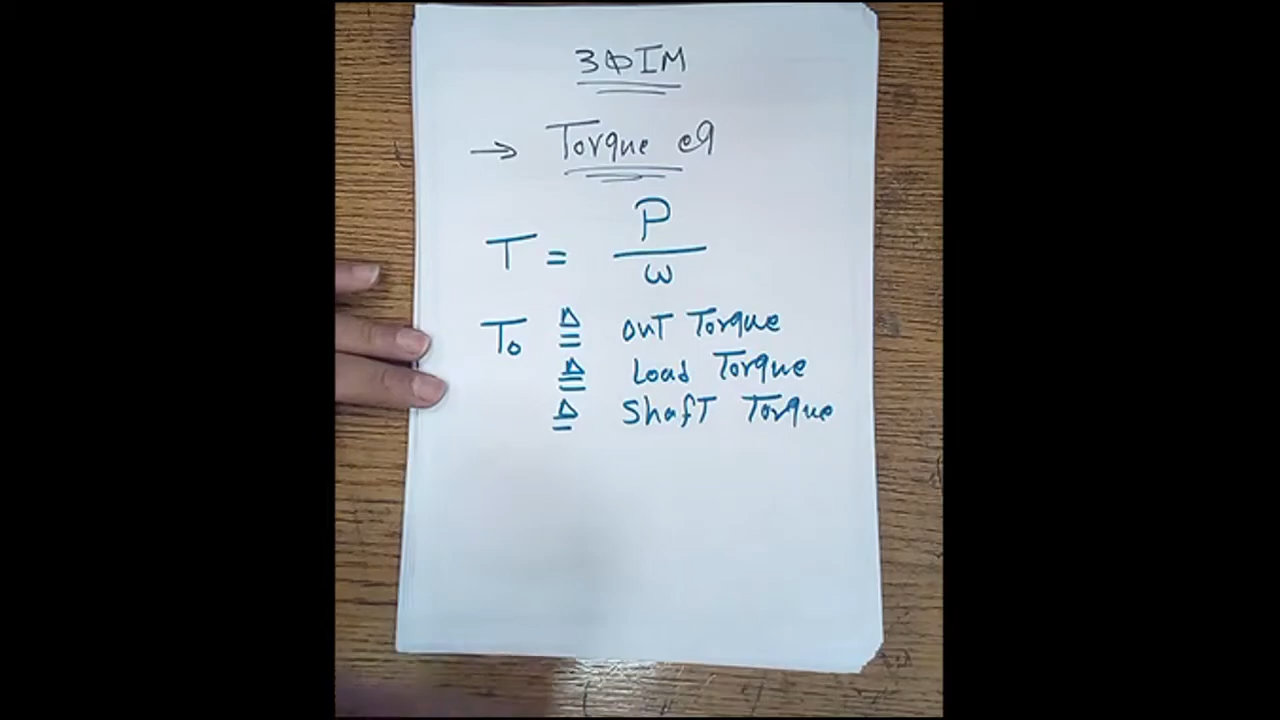 3ΦIM
→ Torque eq
T = P / ω
To ≜ out Torque
≜ Load Torque
≜ Shaft Torque